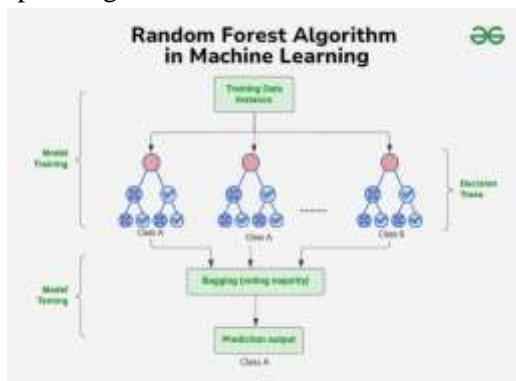 Random Forest Algorithm
in Machine Learning
Training Data
Instance
Model
Training
Decision
Trees
.......
Class A
Class A
Class B
Model
Testing
Bagging (voting majority)
Prediction output
Class A